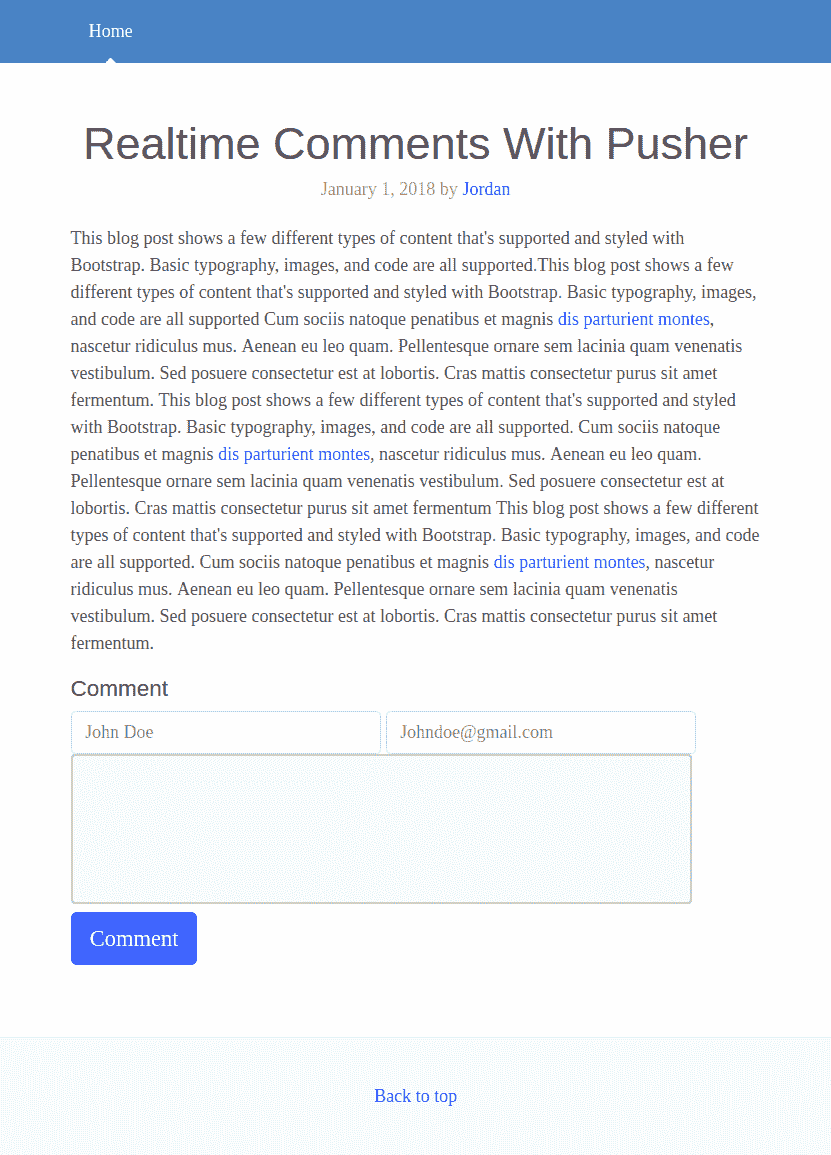 Home
Realtime Comments With Pusher
January 1, 2018 by Jordan
This blog post shows a few different types of content that's supported and styled with
Bootstrap. Basic typography, images, and code are all supported.This blog post shows a few
different types of content that's supported and styled with Bootstrap. Basic typography, images,
and code are all supported Cum sociis natoque penatibus et magnis dis parturient montes,
nascetur ridiculus mus. Aenean eu leo quam. Pellentesque ornare sem lacinia quam venenatis
vestibulum. Sed posuere consectetur est at lobortis. Cras mattis consectetur purus sit amet
fermentum. This blog post shows a few different types of content that's supported and styled
with Bootstrap. Basic typography, images, and code are all supported. Cum sociis natoque
penatibus et magnis dis parturient montes, nascetur ridiculus mus. Aenean eu leo quam.
Pellentesque ornare sem lacinia quam venenatis vestibulum. Sed posuere consectetur est at
lobortis. Cras mattis consectetur purus sit amet fermentum This blog post shows a few different
types of content that's supported and styled with Bootstrap. Basic typography, images, and code
are all supported. Cum sociis natoque penatibus et magnis dis parturient montes, nascetur
ridiculus mus. Aenean eu leo quam. Pellentesque ornare sem lacinia quam venenatis
vestibulum. Sed posuere consectetur est at lobortis. Cras mattis consectetur purus sit amet
fermentum.
Comment
John Doe Johndoe@gmail.com
Comment
Back to top